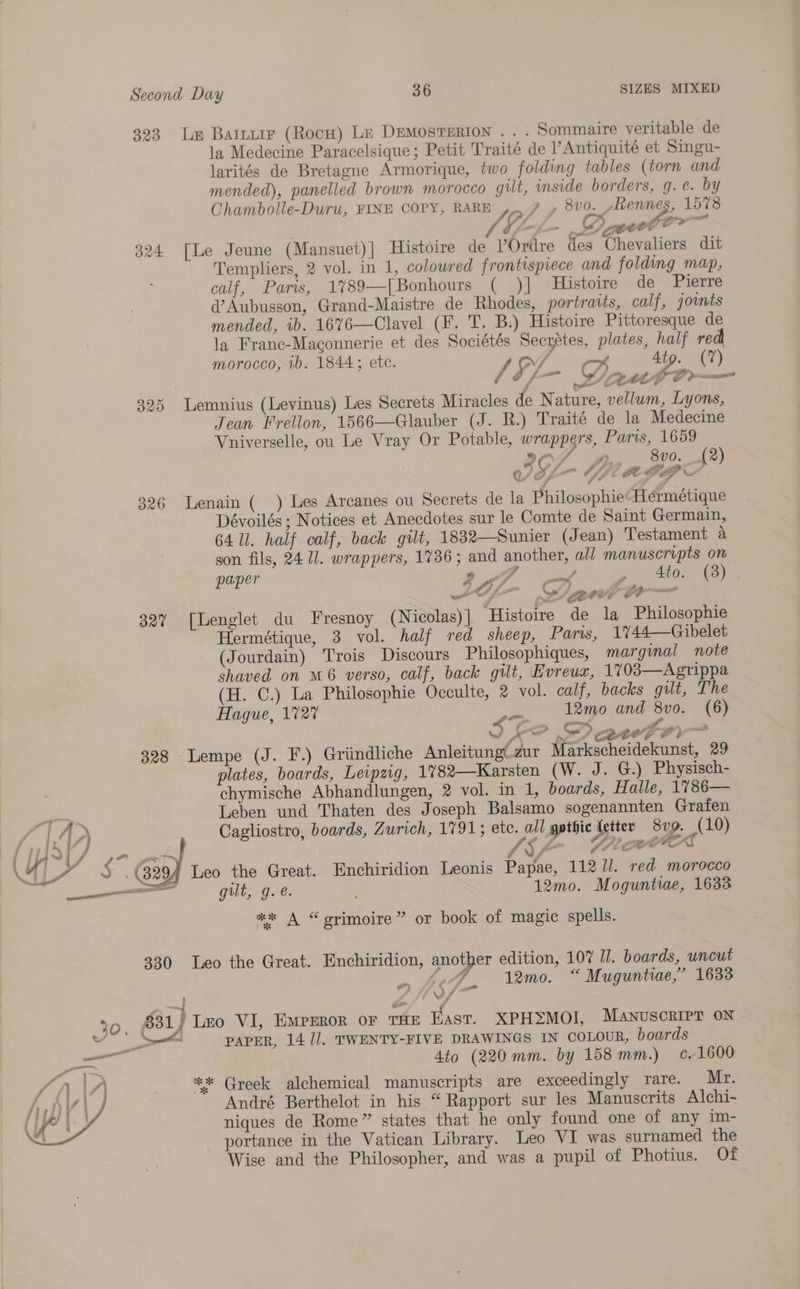 Second Day 36 SIZES MIXED
323 Le Baillif (Roch) Le Demosterion . . . Sommaire veritable de
la Medecine Paracelsique; Petit Traité de l'Antiquité et Singu-
larités de Bretagne Armorique, two folding tables (torn and
mended), panelled brown morocco gilt, inside borders, g. e. by
Chambolle-Duru, FINE COPY, RARE 8vo. Rennes, 1578
324 [Le Jeune (Mansuet)] Histoire de l'Ordre des Chevaliers dit
Templiers, 2 vol. in 1, coloured frontispiece and folding map,
calf, Paris, 1789—[Bonhours ( )] Histoire de Pierre
d'Aubusson, Grand-Maistre de Rhodes, portraits, calf, joints
mended, ib. 1676—Clavel (F. T. B.) Histoire Pittoresque de
la Franc-Maçonnerie et des Sociétés Secrètes, plates, half red
morocco, ib. 1844; etc. 4to. (7)
325 Lemnius (Levinus) Les Secrets Miracles de Nature, vellum, Lyons,
Jean Frellon, 1566—Glauber (J. R.) Traité de la Medecine
Vniverselle, ou Le Vray Or Potable, wrappers, Paris, 1659
8vo. (2)
326 Lenain ( ) Les Arcanes ou Secrets de la Philosophie Hérmétique
Dévoilés; Notices et Anecdotes sur le Comte de Saint Germain,
64 ll. half calf, back gilt, 1832—Sunier (Jean) Testament à
son fils, 24 ll. wrappers, 1736; and another, all manuscripts on
paper 4to. (3)
327 [Lenglet du Fresnoy (Nicolas)] Histoire de la Philosophie
Hermétique, 3 vol. half red sheep, Paris, 1744—Gibelet
(Jourdain) Trois Discours Philosophiques, marginal note
shaved on M6 verso, calf, back gilt, Evreux, 1703—Agrippa
(H. C.) La Philosophie Occulte, 2 vol. calf, backs gilt, The
Hague, 1727 12mo and 8vo. (6)
328 Lempe (J. F.) Gründliche Anleitung zur Markscheidekunst, 29
plates, boards, Leipzig, 1782—Karsten (W. J. G.) Physisch-
chymische Abhandlungen, 2 vol. in 1, boards, Halle, 1786—
Leben und Thaten des Joseph Balsamo sogenannten Grafen
Cagliostro, boards, Zurich, 1791; etc. all gothic letter 8vo. (10)
329 Leo the Great. Enchiridion Leonis Papae, 112 ll. red morocco
gilt, g. e. 12mo. Moguntiae, 1633
*** A "grimoire" or book of magic spells.
330 Leo the Great. Enchiridion, another edition, 107 ll. boards, uncut
12mo. "Muguntiae," 1633
331 Leo VI, Emperor of the East. XPHΣMOI, Manuscript on
PAPER, 14 ll. TWENTY-FIVE DRAWINGS IN COLOUR, boards
4to (220 mm. by 158 mm.) c.1600
*** Greek alchemical manuscripts are exceedingly rare. Mr.
André Berthelot in his "Rapport sur les Manuscrits Alchi-
niques de Rome" states that he only found one of any im-
portance in the Vatican Library. Leo VI was surnamed the
Wise and the Philosopher, and was a pupil of Photius. Of